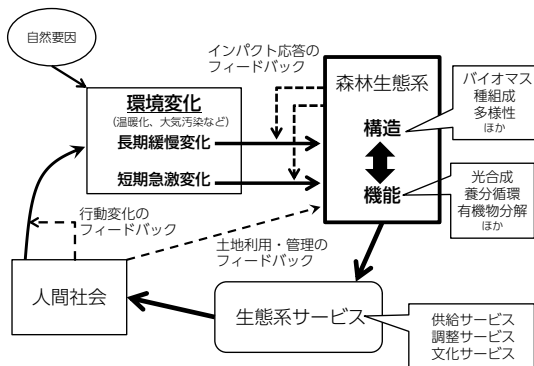 自然要因
インパクト応答の
フィードバック
環境変化
(温暖化、大気汚染など)
長期緩慢変化
短期急激変化
森林生態系
構造
機能
バイオマス
種組成
多様性
ほか
光合成
養分循環
有機物分解
ほか
行動変化の
フィードバック
土地利用・管理の
フィードバック
人間社会
生態系サービス
供給サービス
調整サービス
文化サービス